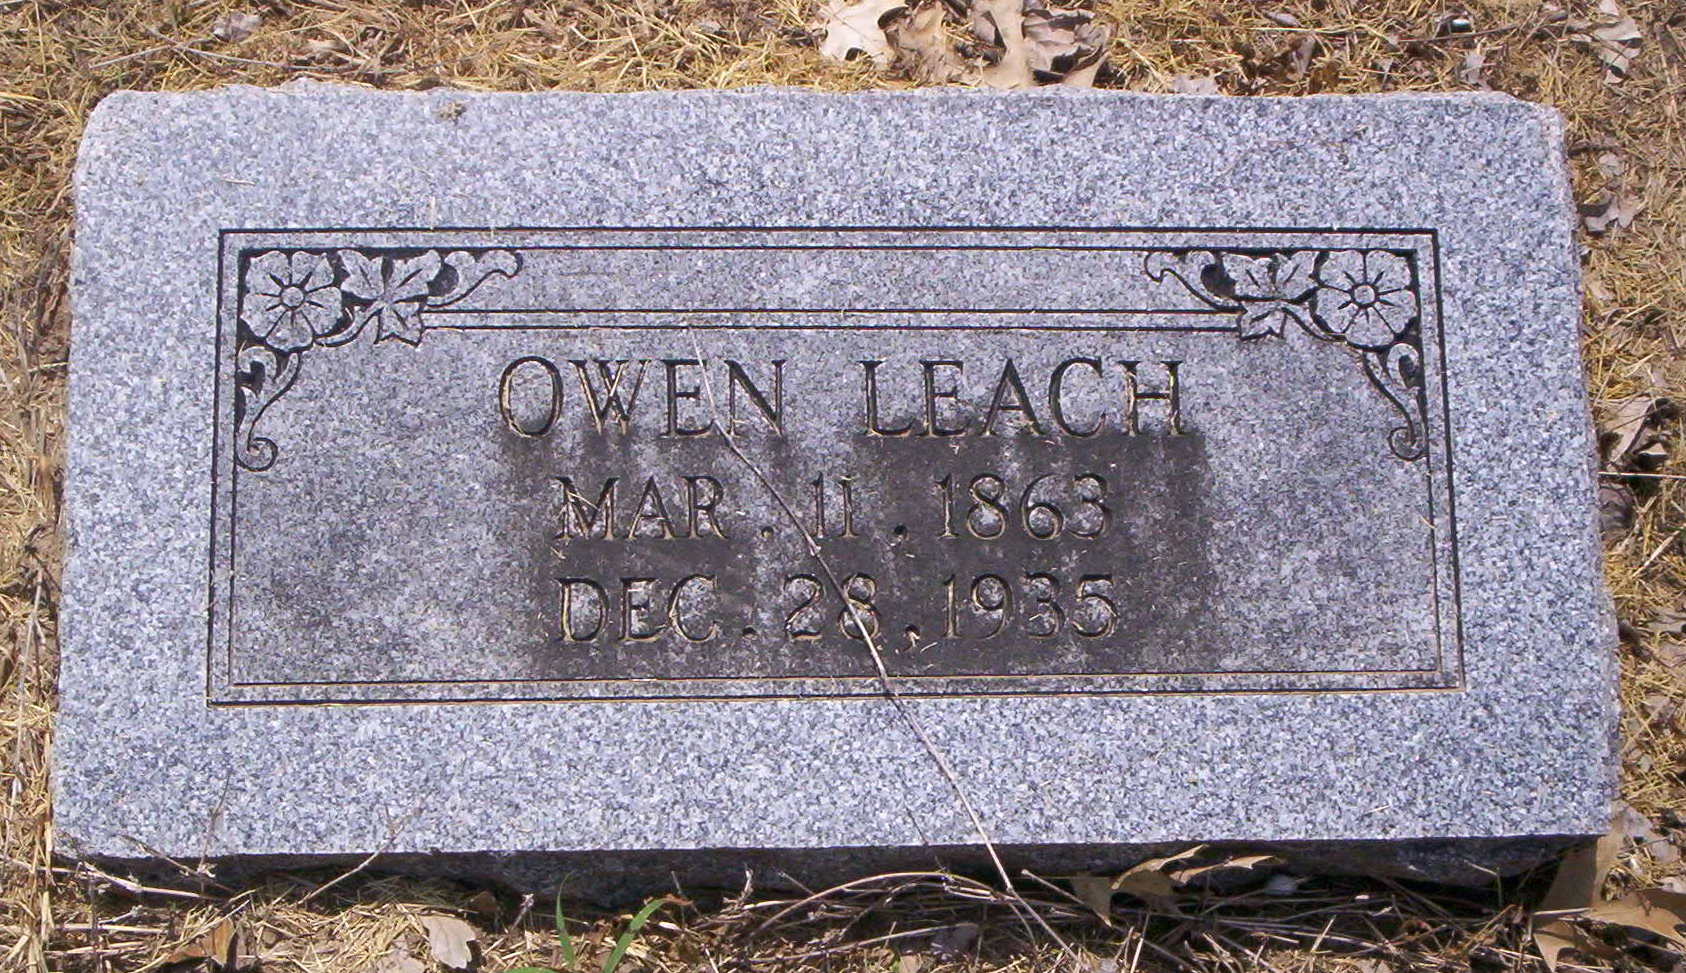 OWEN LEACH
MAR. 11. 1863
DEC. 28, 1935